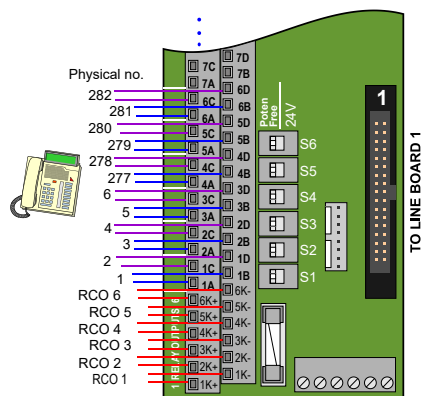 7D
7C
7B
7A
Physical no.
6D
282
6C
6B
281
6A
5D
280
5C
5B
279
5A
4D
278
4C
4B
277
4A
3D
6
3C
3B
5
3A
2D
4
2C
2B
3
2A
1D
2
1C
1B
1
1A
6K-
RCO 6
6K+
5K-
RCO 5
5K+
4K-
RCO 4
4K+
3K-
RCO 3
3K+
2K-
RCO 2
2K+
1K-
RCO 1
1K+
Poten
Free
24V
S6
S5
S4
S3
S2
S1
1
TO LINE BOARD 1